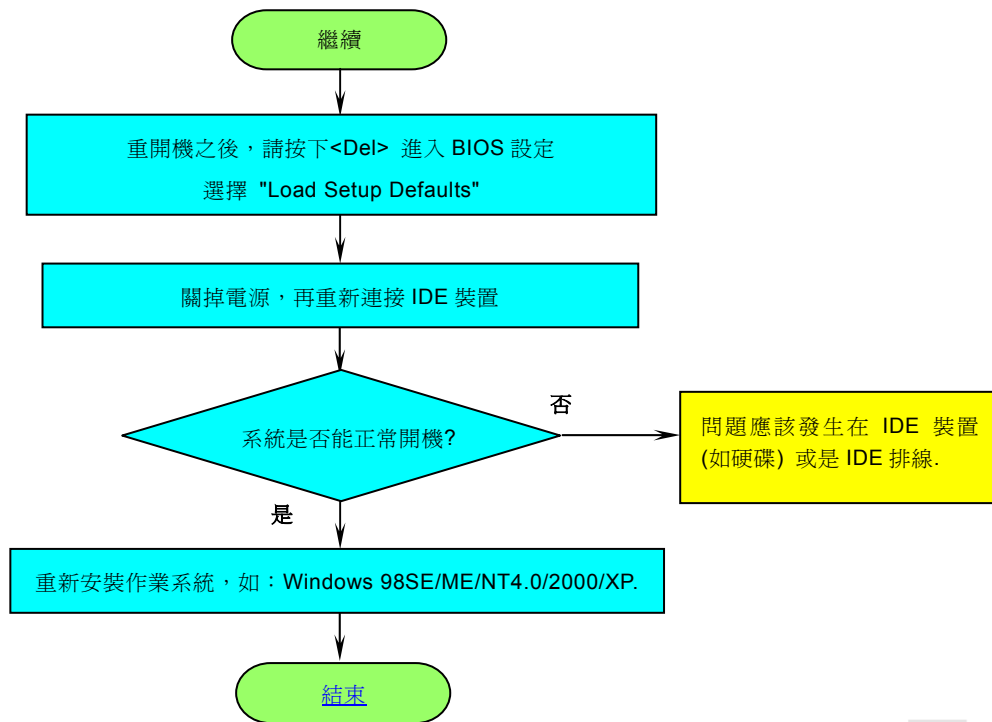 繼續
重開機之後，請按下<Del> 進入 BIOS 設定
選擇 "Load Setup Defaults"
關掉電源，再重新連接 IDE 裝置
系統是否能正常開機?
否
問題應該發生在 IDE 裝置
(如硬碟) 或是 IDE 排線.
是
重新安裝作業系統，如：Windows 98SE/ME/NT4.0/2000/XP.
結束